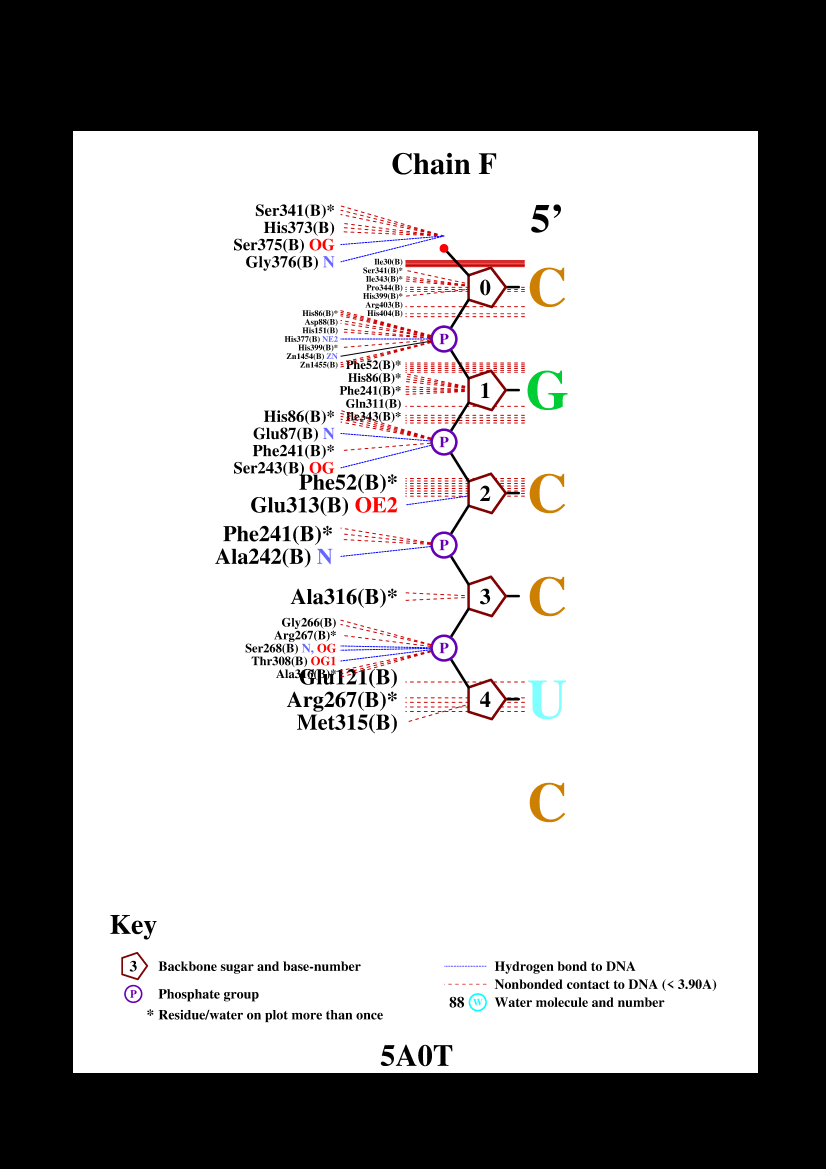 Chain F
5’
Ser341(B)*
His373(B)
Ser375(B) OG
Gly376(B) N
Ile30(B)
Ser341(B)*
Ile343(B)*
Pro344(B)
His399(B)*
Arg403(B)
His404(B)
0
C
His86(B)*
Asp88(B)
His151(B)
His377(B) NE2
His399(B)*
Zn1454(B) ZN
Zn1455(B)
P
Phe52(B)*
His86(B)*
Phe241(B)*
Gln311(B)
Ile343(B)*
1
G
His86(B)*
Glu87(B) N
Phe241(B)*
Ser243(B) OG
P
Phe52(B)*
Glu313(B) OE2
2
C
Phe241(B)*
Ala242(B) N
P
Ala316(B)*
3
C
Gly266(B)
Arg267(B)*
Ser268(B) N, OG
Thr308(B) OG1
Ala316(B)*
P
Glu121(B)
Arg267(B)*
Met315(B)
4
U
C
Key
3 Backbone sugar and base-number
P Phosphate group
* Residue/water on plot more than once
Hydrogen bond to DNA
Nonbonded contact to DNA (< 3.90A)
88 W Water molecule and number
5A0T